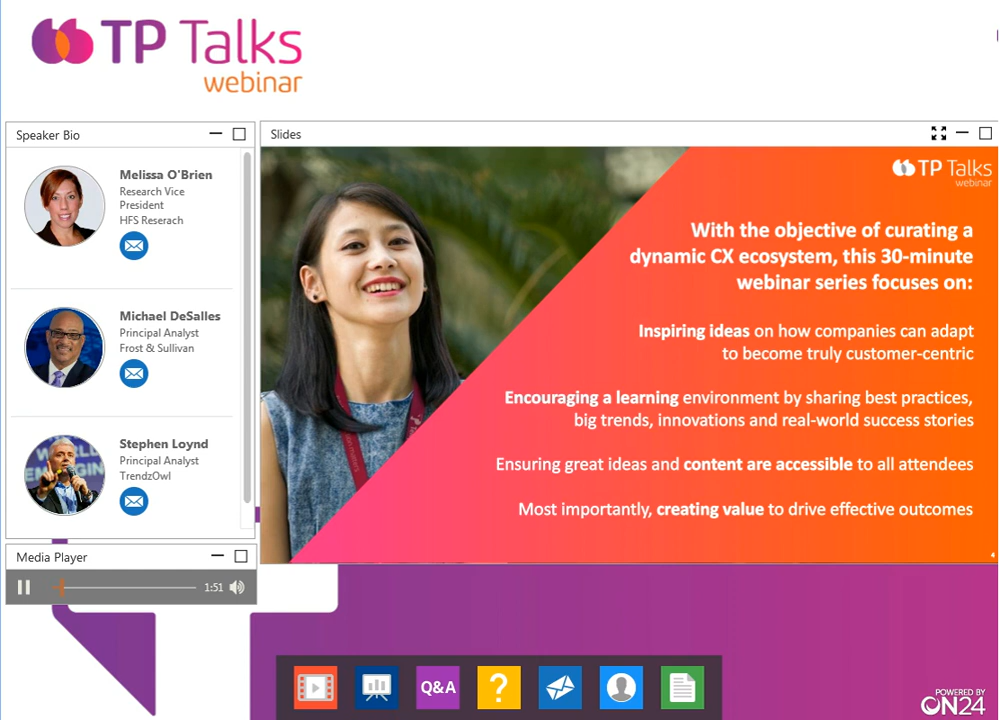 TP Talks
webinar
Speaker Bio
Melissa O'Brien
Research Vice
President
HFS Reserach
Michael DeSalles
Principal Analyst
Frost & Sullivan
Stephen Loynd
Principal Analyst
TrendzOwl
Media Player
1:51
Slides
TP Talks
webinar
With the objective of curating a
dynamic CX ecosystem, this 30-minute
webinar series focuses on:
Inspiring ideas on how companies can adapt
to become truly customer-centric
Encouraging a learning environment by sharing best practices,
big trends, innovations and real-world success stories
Ensuring great ideas and content are accessible to all attendees
Most importantly, creating value to drive effective outcomes
4
Q&A
?
POWERED BY
ON24